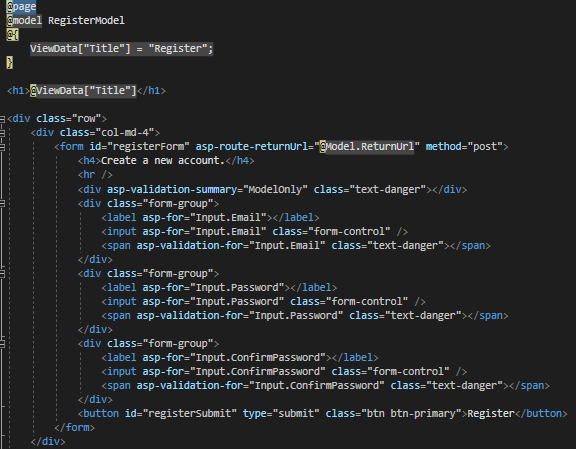 @page
@model RegisterModel
@{
    ViewData["Title"] = "Register";
}
<h1>@ViewData["Title"]</h1>
<div class="row">
    <div class="col-md-4">
        <form id="registerForm" asp-route-returnUrl="@Model.ReturnUrl" method="post">
            <h4>Create a new account.</h4>
            <hr />
            <div asp-validation-summary="ModelOnly" class="text-danger"></div>
            <div class="form-group">
                <label asp-for="Input.Email"></label>
                <input asp-for="Input.Email" class="form-control" />
                <span asp-validation-for="Input.Email" class="text-danger"></span>
            </div>
            <div class="form-group">
                <label asp-for="Input.Password"></label>
                <input asp-for="Input.Password" class="form-control" />
                <span asp-validation-for="Input.Password" class="text-danger"></span>
            </div>
            <div class="form-group">
                <label asp-for="Input.ConfirmPassword"></label>
                <input asp-for="Input.ConfirmPassword" class="form-control" />
                <span asp-validation-for="Input.ConfirmPassword" class="text-danger"></span>
            </div>
            <button id="registerSubmit" type="submit" class="btn btn-primary">Register</button>
        </form>
    </div>